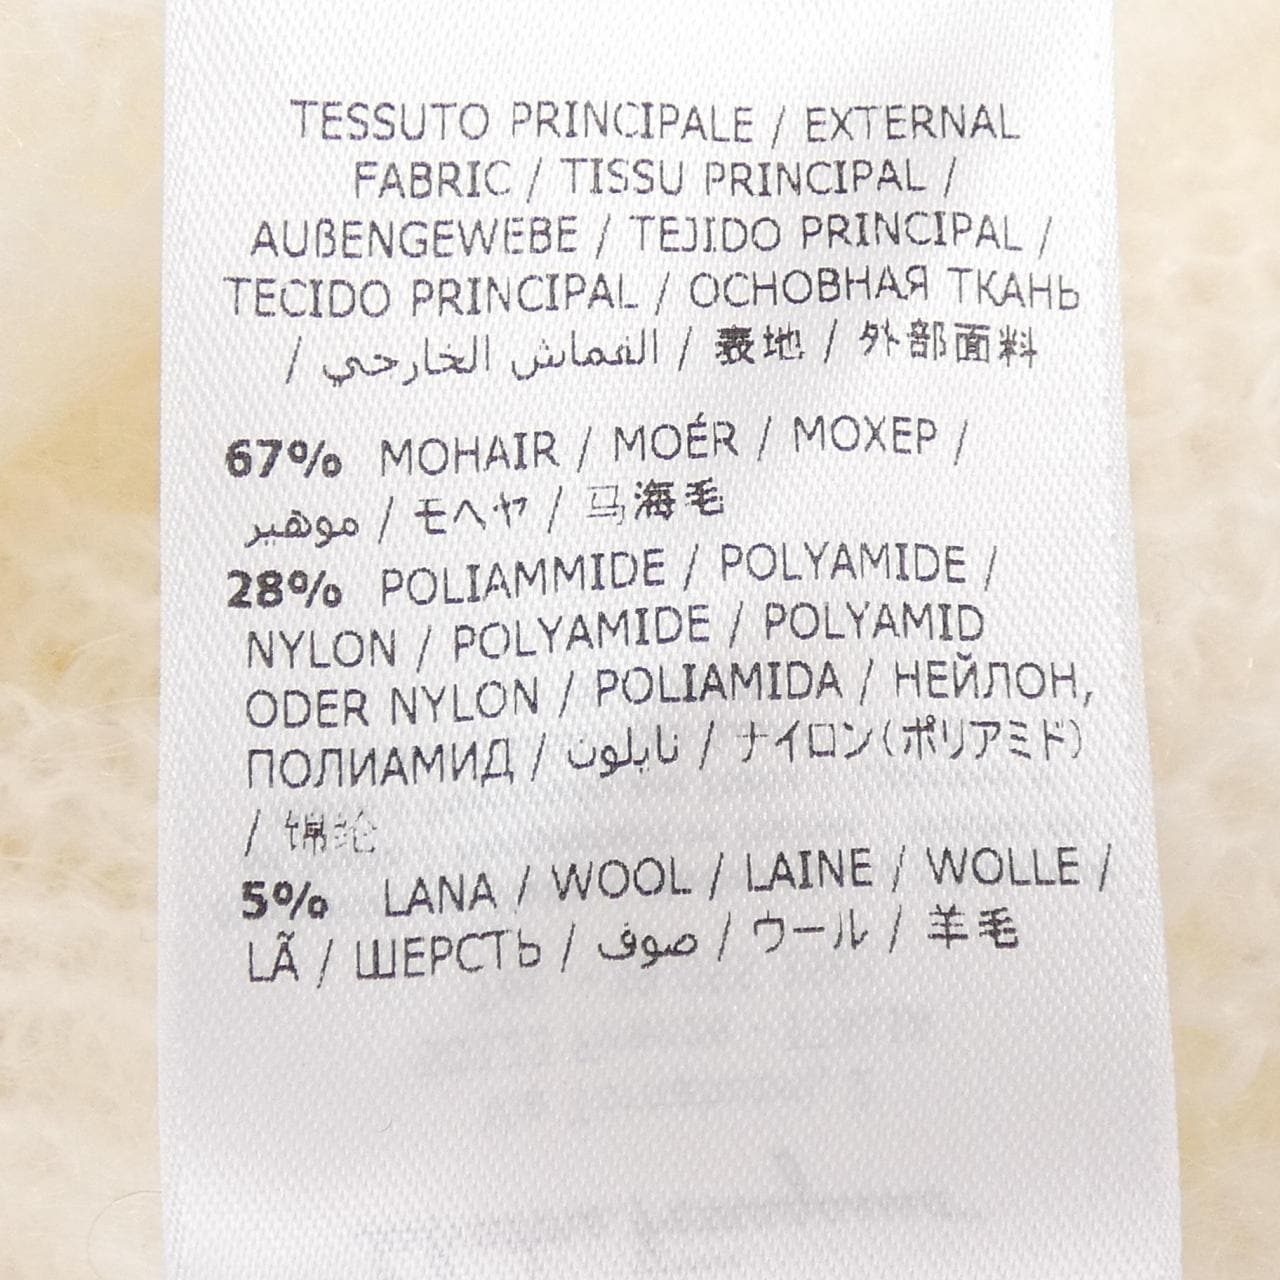 TESSUTO PRINCIPALE / EXTERNAL
FABRIC / TISSU PRINCIPAL /
AUßENGEWEBE / TEJIDO PRINCIPAL /
TECIDO PRINCIPAL / ОСНОВНАЯ ТКАНЬ
/ القماش الخارجي / 表地 / 外部面料
67% MOHAIR / MOÉR / МОХЕР /
موهير / モヘヤ / 马海毛
28% POLIAMMIDE / POLYAMIDE /
NYLON / POLYAMIDE / POLYAMID
ODER NYLON / POLIAMIDA / НЕЙЛОН,
ПОЛИАМИД / نايلون / ナイロン(ポリアミド)
/ 锦纶
5% LANA / WOOL / LAINE / WOLLE /
LÃ / ШЕРСТЬ / صوف / ウール / 羊毛